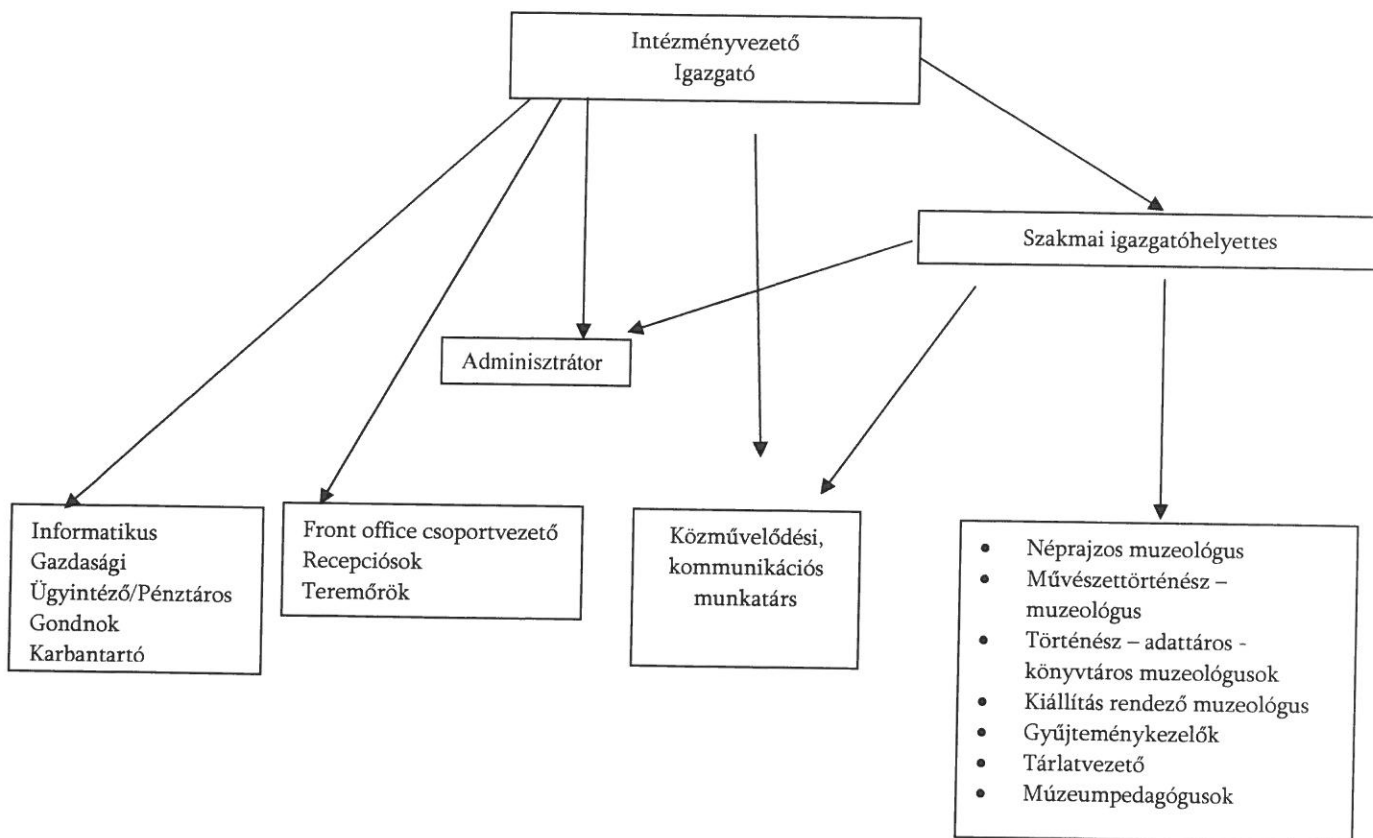 Intézményvezető
Igazgató
Szakmai igazgatóhelyettes
Adminisztrátor
Informatikus
Gazdasági
Ügyintéző/Pénztáros
Gondnok
Karbantartó
Front office csoportvezető
Recepciósok
Teremőrök
Közművelődési,
kommunikációs
munkatárs
• Néprajzos muzeológus
• Művészettörténész –
muzeológus
• Történész – adattáros -
könyvtáros muzeológusok
• Kiállítás rendező muzeológus
• Gyűjteménykezelők
• Tárlatvezető
• Múzeumpedagógusok